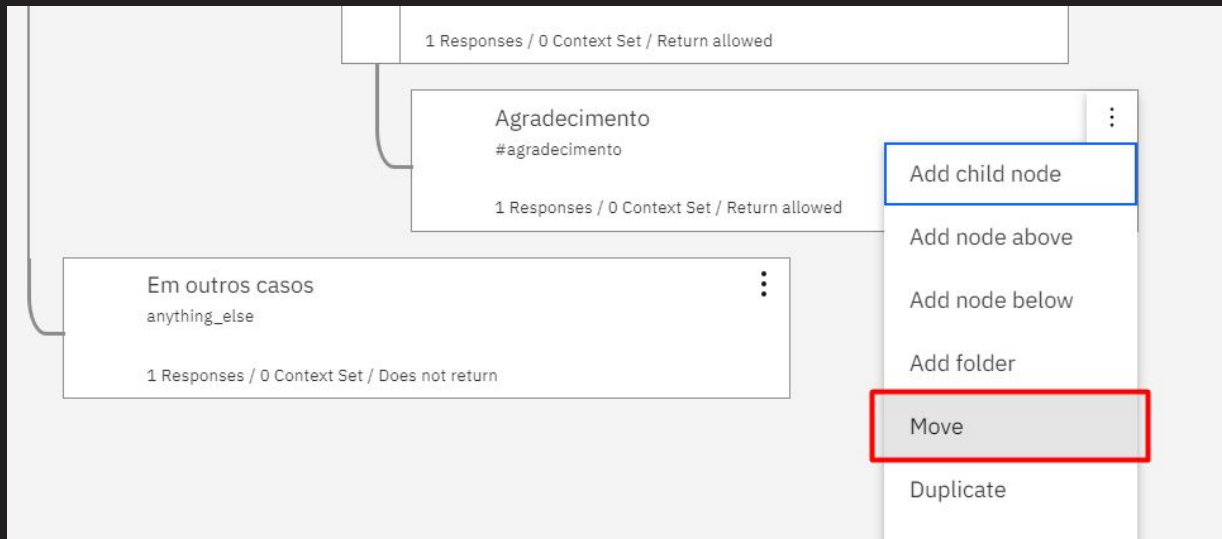 1 Responses / 0 Context Set / Return allowed
Agradecimento
#agradecimento
1 Responses / 0 Context Set / Return allowed
Em outros casos
anything_else
1 Responses / 0 Context Set / Does not return
Add child node
Add node above
Add node below
Add folder
Move
Duplicate